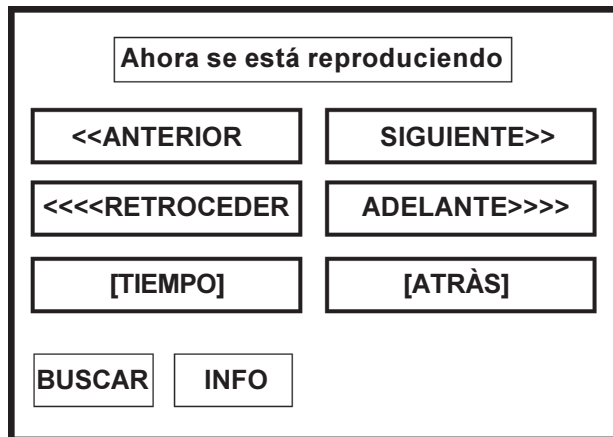 Ahora se está reproduciendo
<<ANTERIOR
SIGUIENTE>>
<<<<RETROCEDER
ADELANTE>>>>
[TIEMPO]
[ATRÀS]
BUSCAR
INFO